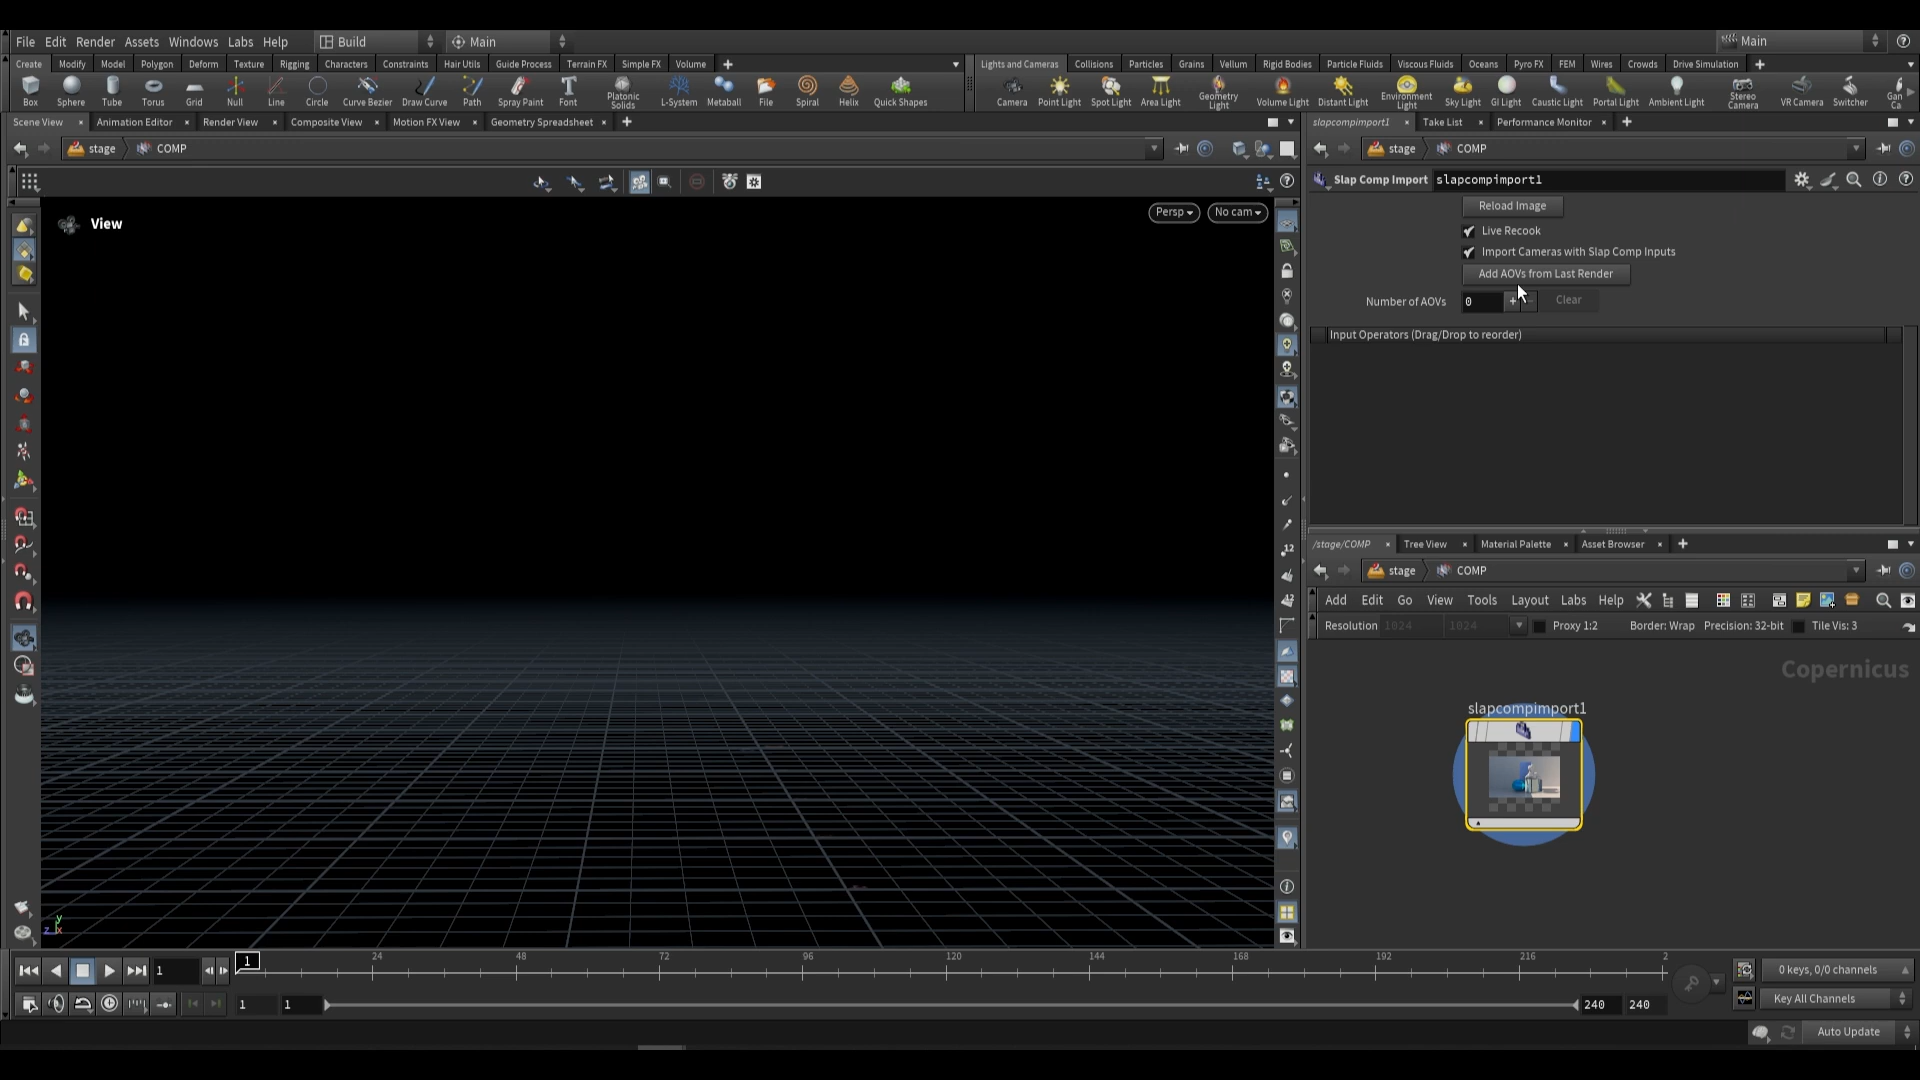 File Edit Render Assets Windows Labs Help Build Main Main
Create Modify Model Polygon Deform Texture Rigging Characters Constraints Hair Utils Guide Process Terrain FX Simple FX Volume
Lights and Cameras Collisions Particles Grains Vellum Rigid Bodies Particle Fluids Viscous Fluids Oceans Pyro FX FEM Wires Crowds Drive Simulation
Box Sphere Tube Torus Grid Null Line Circle Curve Bezier Draw Curve Path Spray Paint Font Platonic Solids L-System Metaball File Spiral Helix Quick Shapes
Camera Point Light Spot Light Area Light Geometry Light Volume Light Distant Light Environment Light Sky Light GI Light Caustic Light Portal Light Ambient Light Stereo Camera VR Camera Switcher Gan Ca
Scene View Animation Editor Render View Composite View Motion FX View Geometry Spreadsheet
slapcompimport1 Take List Performance Monitor
stage COMP
stage COMP
Slap Comp Import slapcompimport1
Reload Image
View
Persp No cam
Live Recook
Import Cameras with Slap Comp Inputs
Add AOVs from Last Render
Number of AOVs 0 Clear
Input Operators (Drag/Drop to reorder)
/stage/COMP Tree View Material Palette Asset Browser
stage COMP
Add Edit Go View Tools Layout Labs Help
Resolution 1024 1024 Proxy 1:2 Border: Wrap Precision: 32-bit Tile Vis: 3
Copernicus
slapcompimport1
12
y
z x
1 1 24 48 72 96 120 144 168 192 216 2
0 keys, 0/0 channels
1 1 240 240 Key All Channels
Auto Update